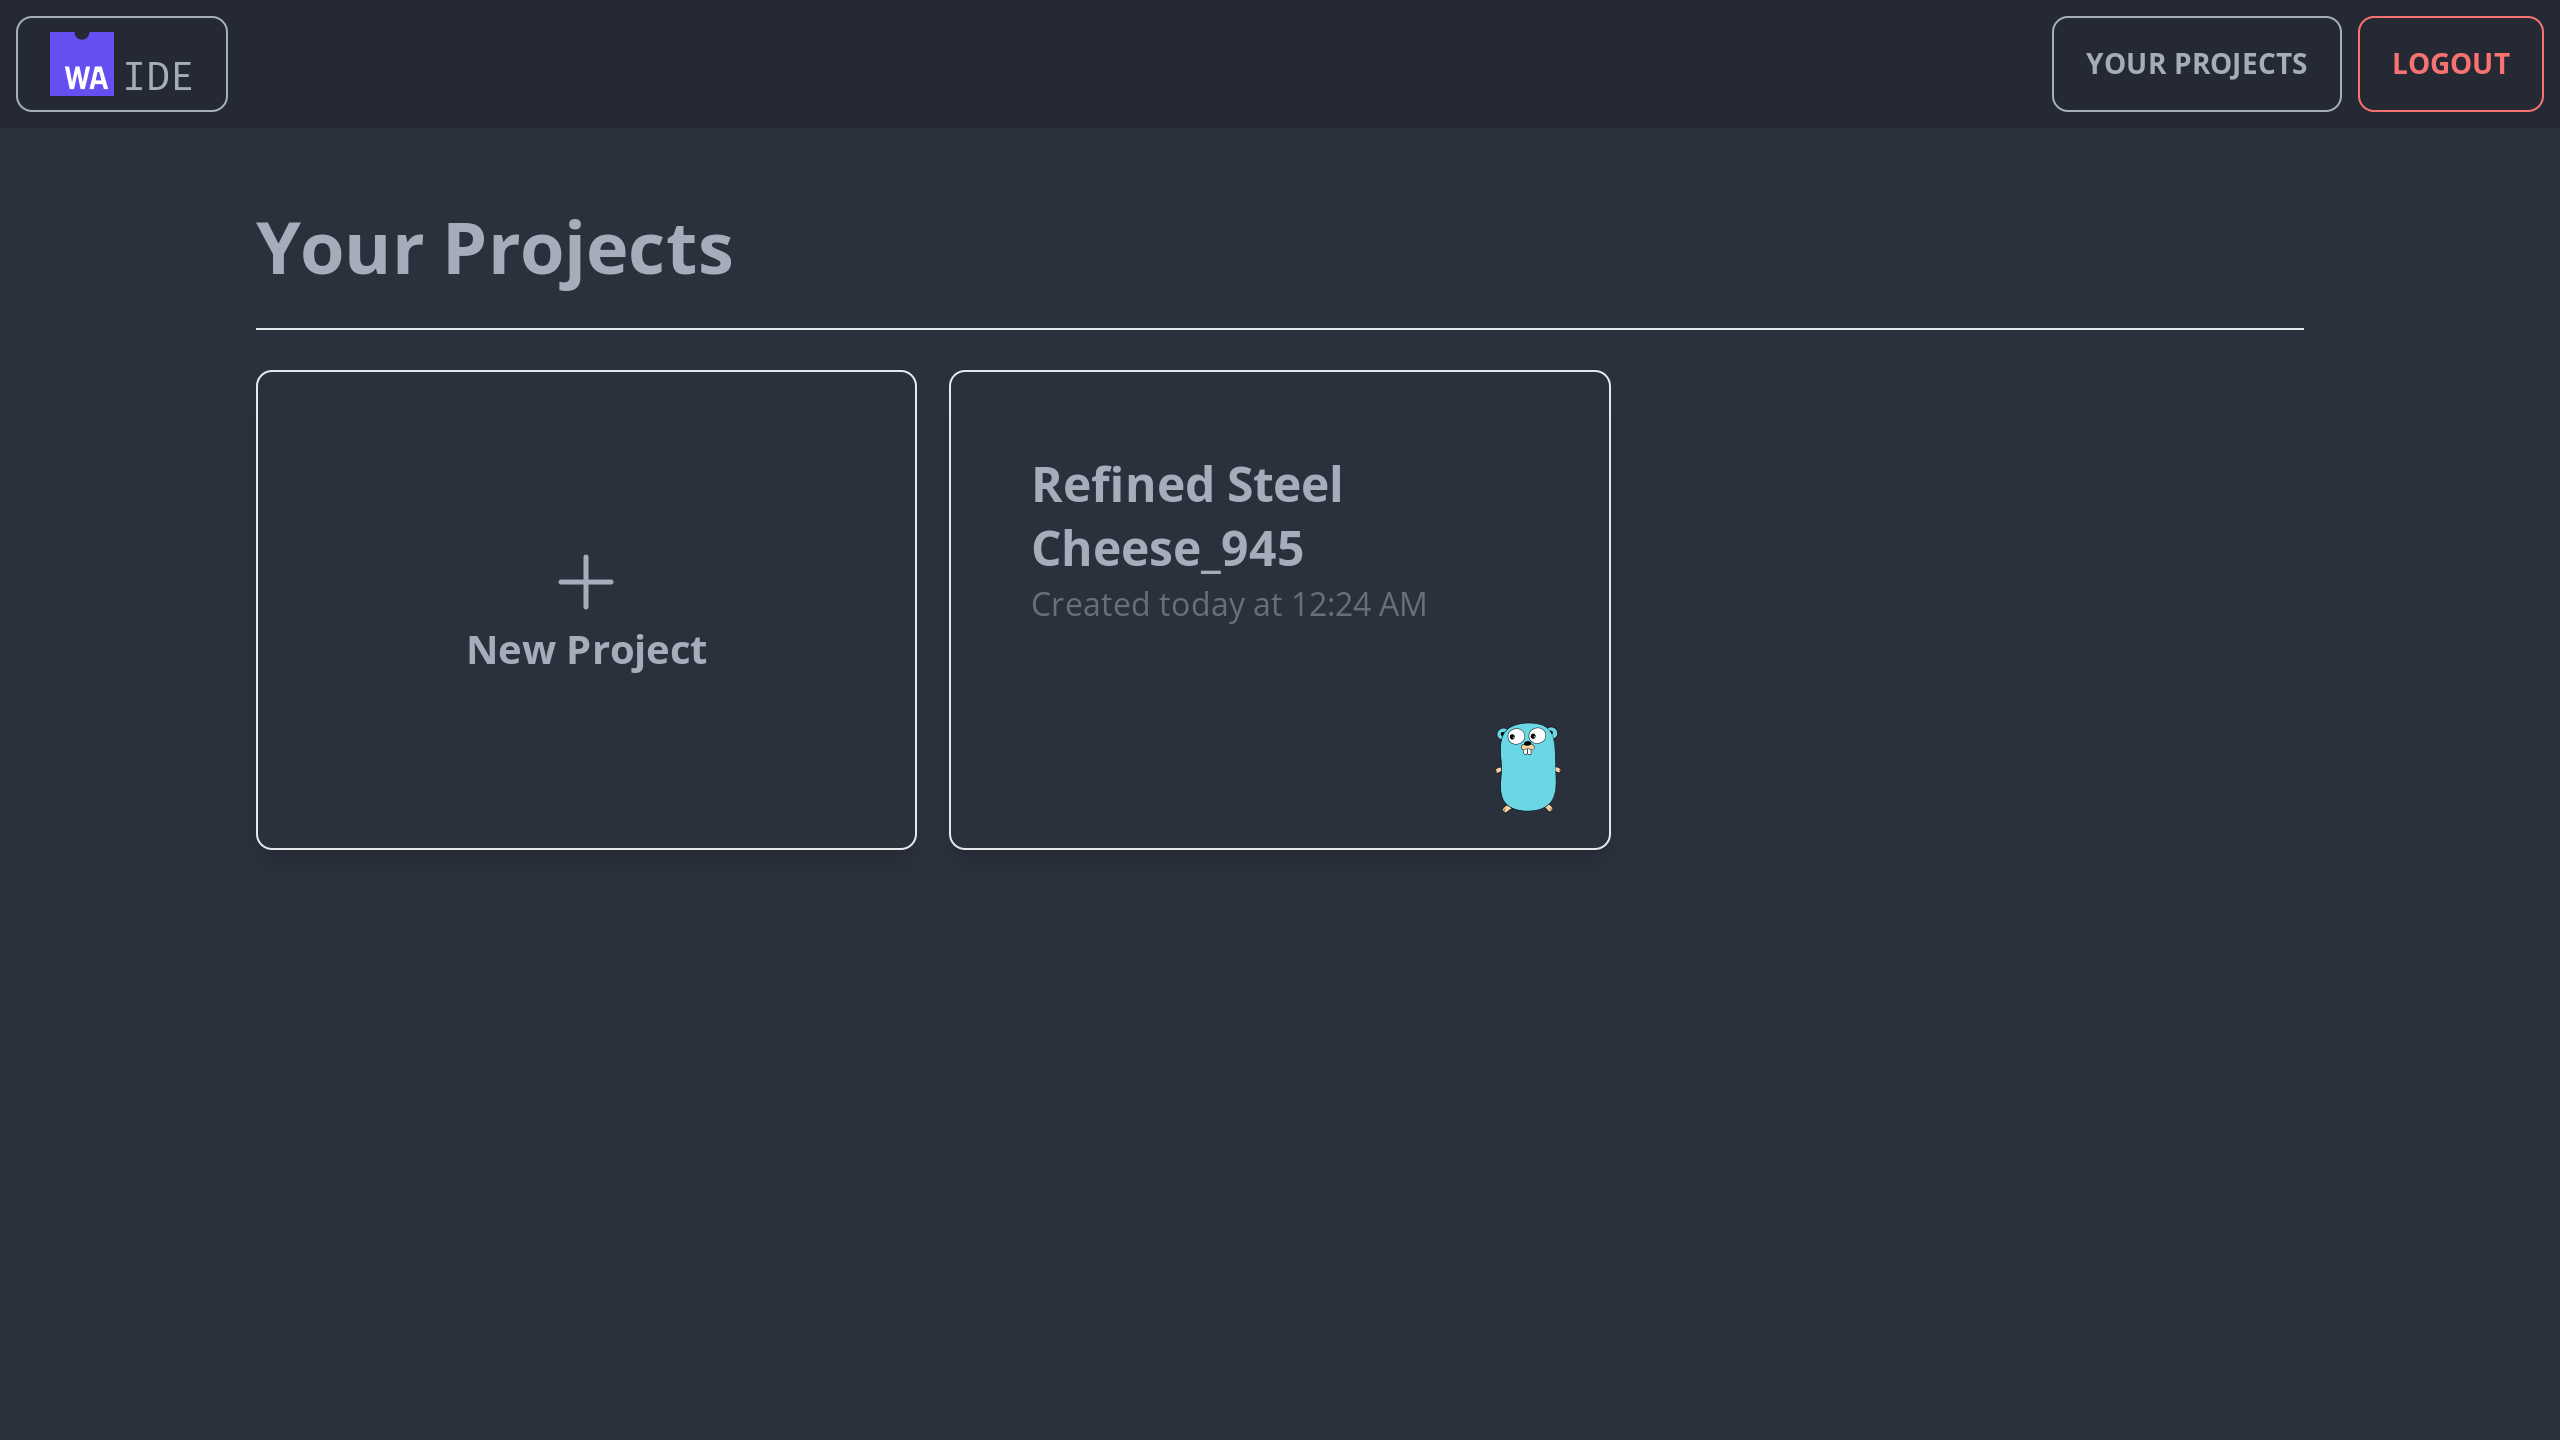 WA IDE
YOUR PROJECTS
LOGOUT
Your Projects
New Project
Refined Steel
Cheese_945
Created today at 12:24 AM